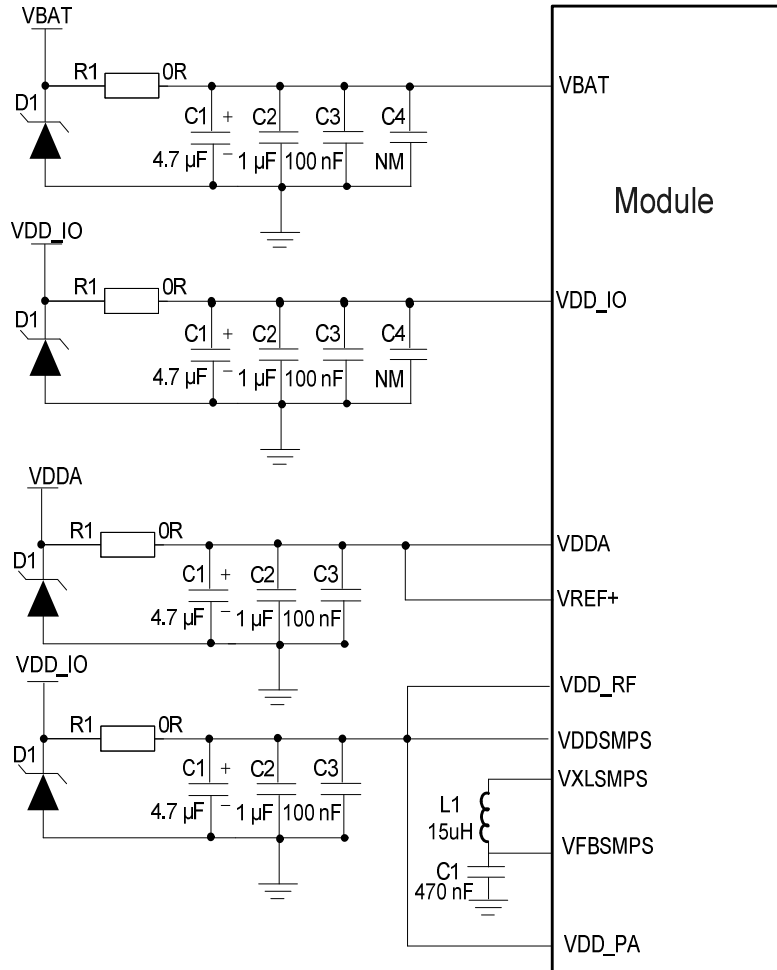 VBAT
R1 0R
VBAT
D1
C1 + C2 C3 C4
4.7 µF – 1 µF 100 nF NM
Module
VDD_IO
R1 0R
VDD_IO
D1
C1 + C2 C3 C4
4.7 µF – 1 µF 100 nF NM
VDDA
R1 0R
VDDA
D1
C1 + C2 C3
VREF+
4.7 µF – 1 µF 100 nF
VDD_IO
VDD_RF
R1 0R
VDDSMPS
D1
C1 + C2 C3
VXLSMPS
4.7 µF – 1 µF 100 nF
L1
15uH
VFBSMPS
C1
470 nF
VDD_PA